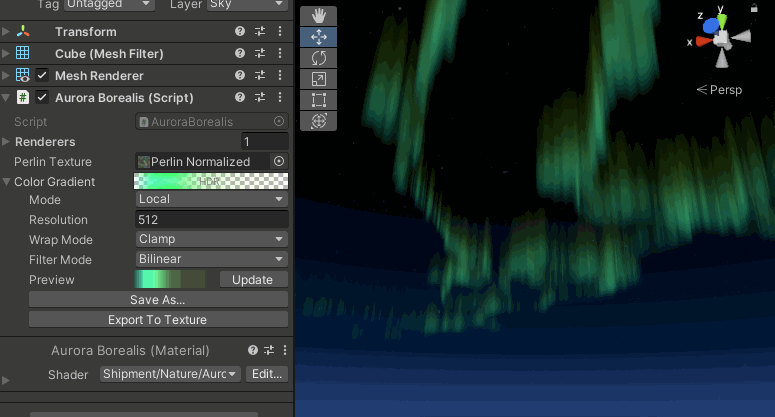 Tag Untagged Layer Sky
Transform
Cube (Mesh Filter)
Mesh Renderer
# Aurora Borealis (Script)
Script # AuroraBorealis
Renderers 1
Perlin Texture Perlin Normalized
Color Gradient HDR
Mode Local
Resolution 512
Wrap Mode Clamp
Filter Mode Bilinear
Preview Update
Save As...
Export To Texture
Aurora Borealis (Material)
Shader Shipment/Nature/Aurc Edit...
y
z
x
Persp